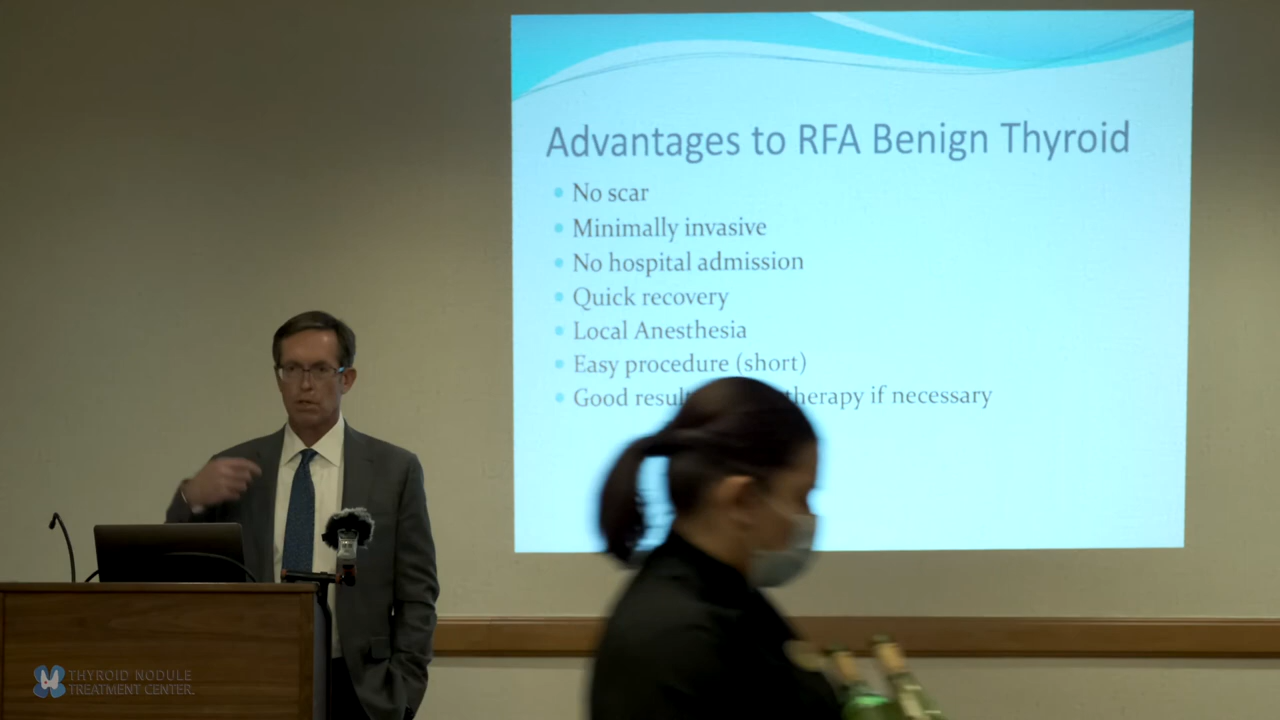 Advantages to RFA Benign Thyroid
No scar
Minimally invasive
No hospital admission
Quick recovery
Local Anesthesia
Easy procedure (short)
Good therapy if necessary
THYROID NODULE
TREATMENT CENTER.